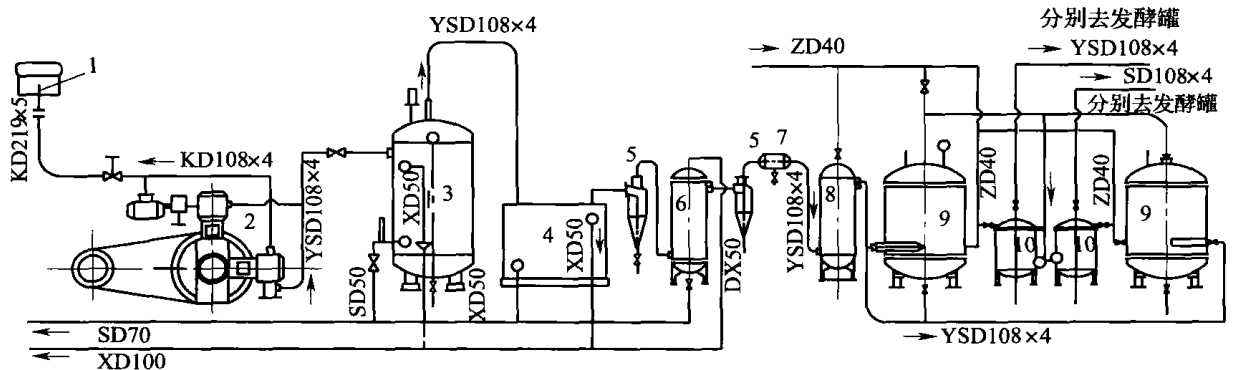 分别去发酵罐
YSD108×4
ZD40
YSD108×4
SD108×4
分别去发酵罐
1
KD219×5
KD108×4
2
YSD108×4
XD50
3
SD50
XD50
4
XD50
5
6
DX50
5
7
YSD108×4
8
9
ZD40
10
10
ZD40
9
SD70
XD100
YSD108×4